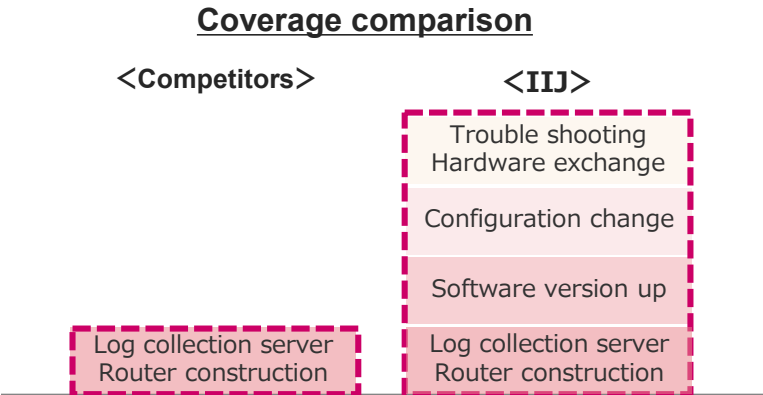 Coverage comparison
＜Competitors＞
＜IIJ＞
Trouble shooting
Hardware exchange
Configuration change
Software version up
Log collection server
Router construction
Log collection server
Router construction